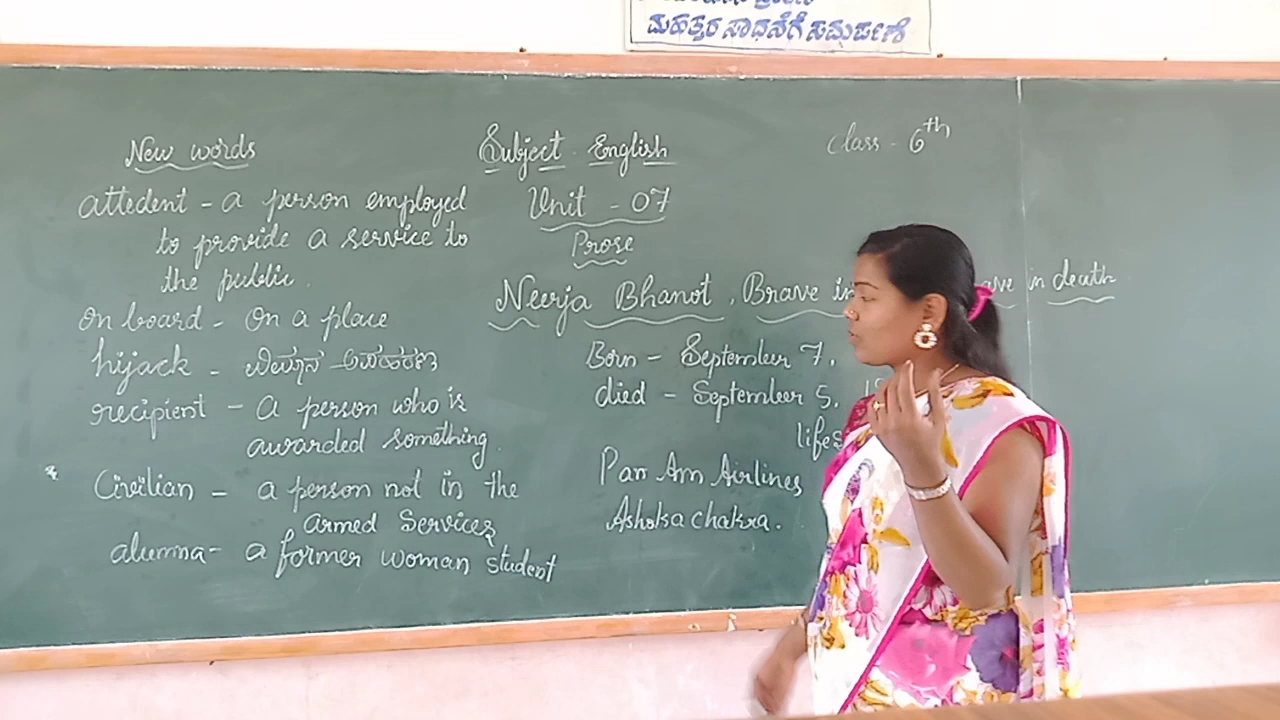 ಮಹತ್ತರ ಸಾಧನೆಗೆ ಸಮರ್ಪಣೆ
New words
attedent - a person employed
to provide a service to
the public.
On board - On a place
hijack - ವಿಮಾನ ಅಪಹರಣ
recipient - a person who is
awarded something.
Civilian - a person not in the
armed Services
alumna - a former woman student
Subject - English
Class - 6th
Unit - 07
Prose
Neerja Bhanot, Brave in ave in death
Born - September 7,
died - September 5,
lifes
Pan Am Airlines
Ashoka chakra.